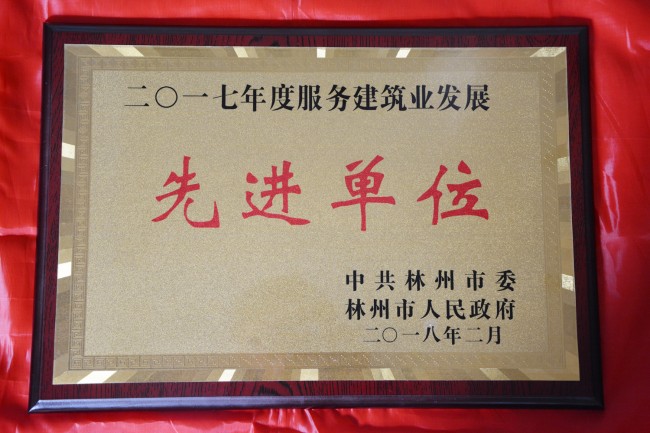 二〇一七年度服务建筑业发展
先进单位
中共林州市委
林州市人民政府
二〇一八年二月